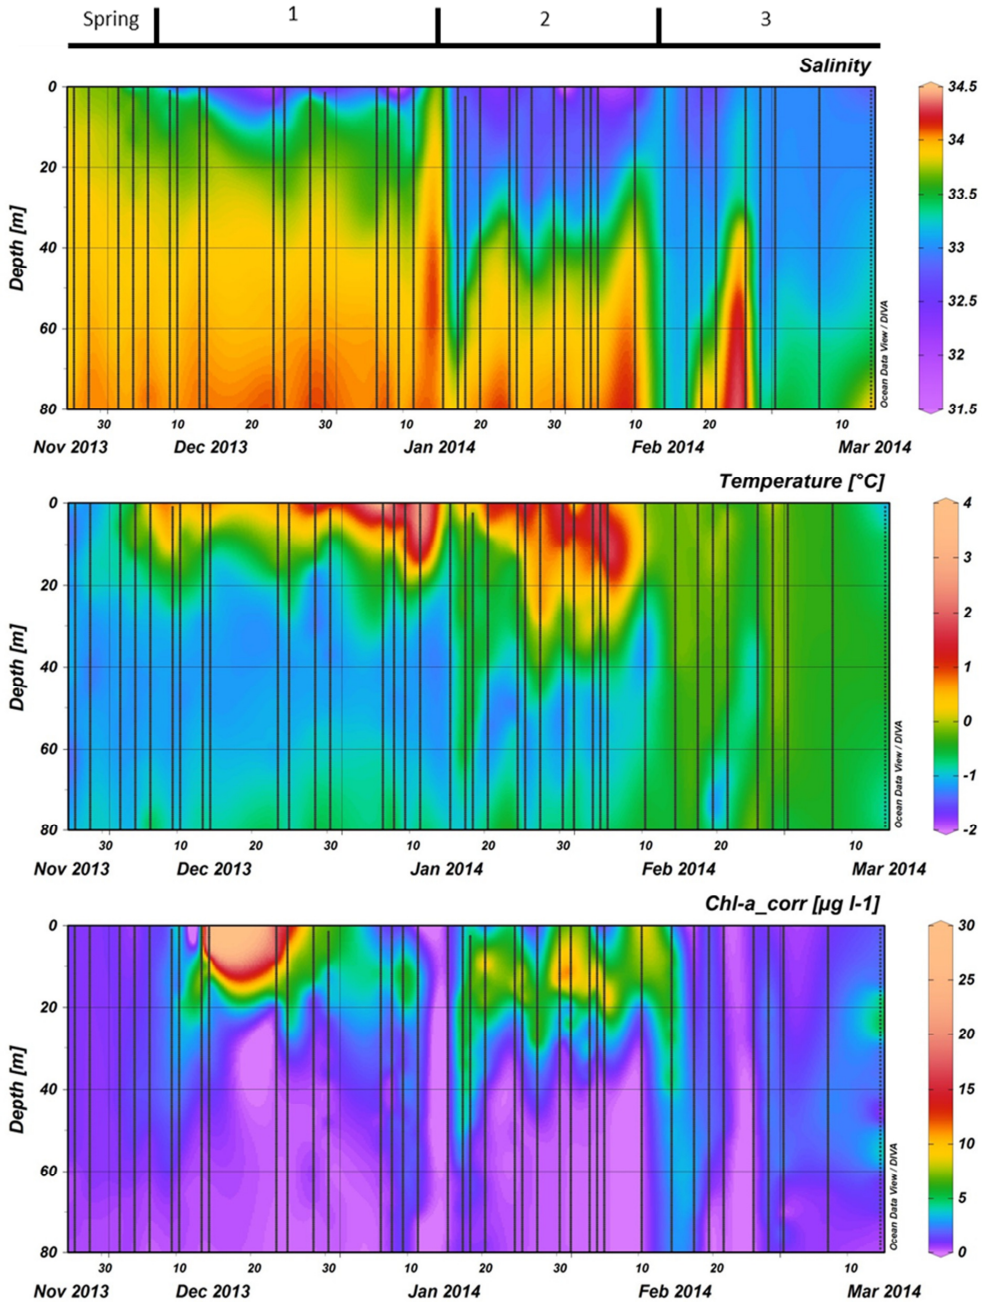 Spring 1 2 3
Salinity
0 34.5
34
20
33.5
Depth [m]
40 33
32.5
60
32
Ocean Data View / DIVA
80 31.5
30 10 20 30 10 20 30 10 20 10
Nov 2013 Dec 2013 Jan 2014 Feb 2014 Mar 2014
Temperature [°C]
0 4
3
20
2
Depth [m]
40 1
0
60
-1
Ocean Data View / DIVA
80 -2
30 10 20 30 10 20 30 10 20 10
Nov 2013 Dec 2013 Jan 2014 Feb 2014 Mar 2014
Chl-a_corr [µg l-1]
0 30
25
20
20
Depth [m]
40 15
10
60
5
Ocean Data View / DIVA
80 0
30 10 20 30 10 20 30 10 20 10
Nov 2013 Dec 2013 Jan 2014 Feb 2014 Mar 2014